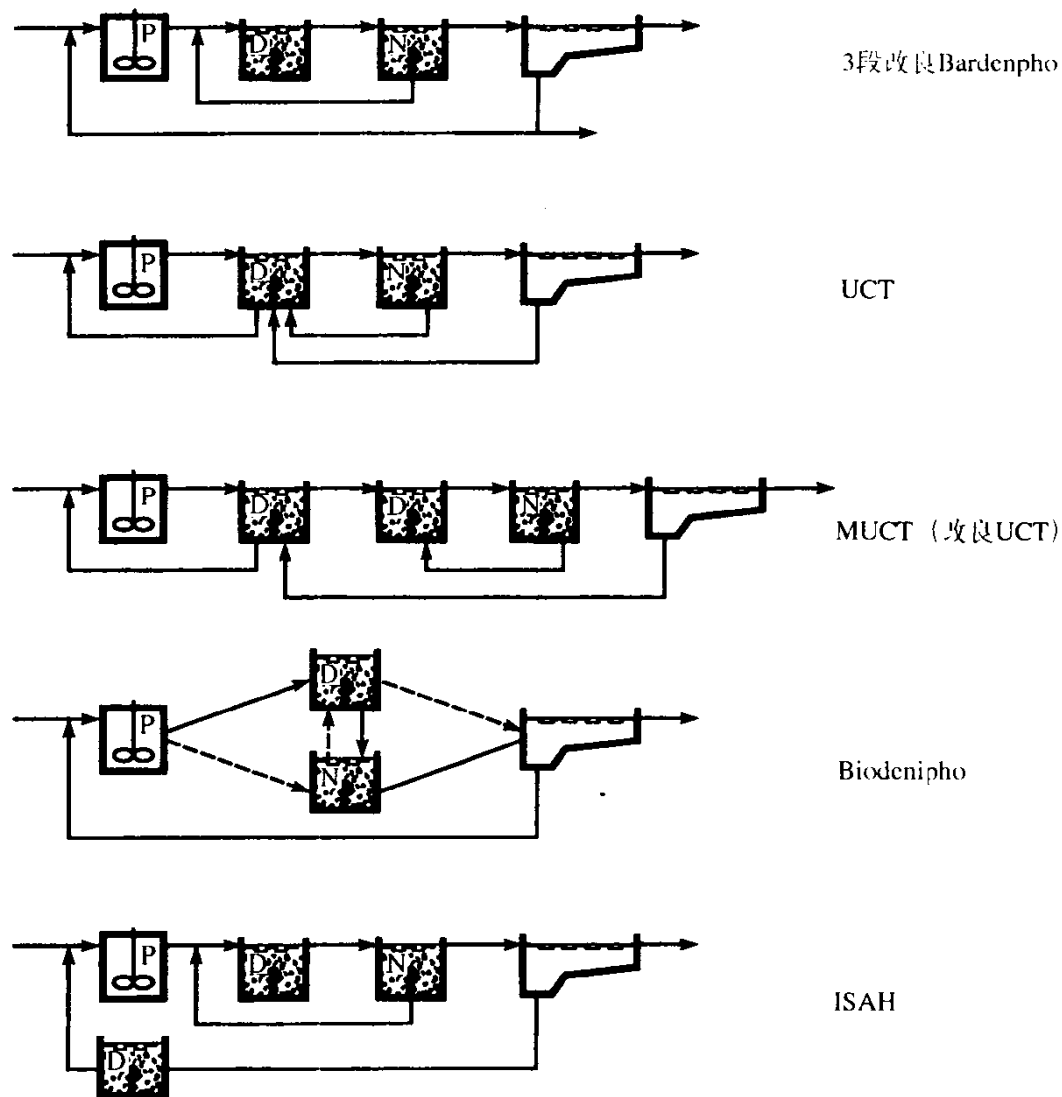 P D N 3段改良Bardenpho
P D N UCT
P D D N MUCT（改良UCT）
D
P
N
Biodenipho
P D N
ISAH
D